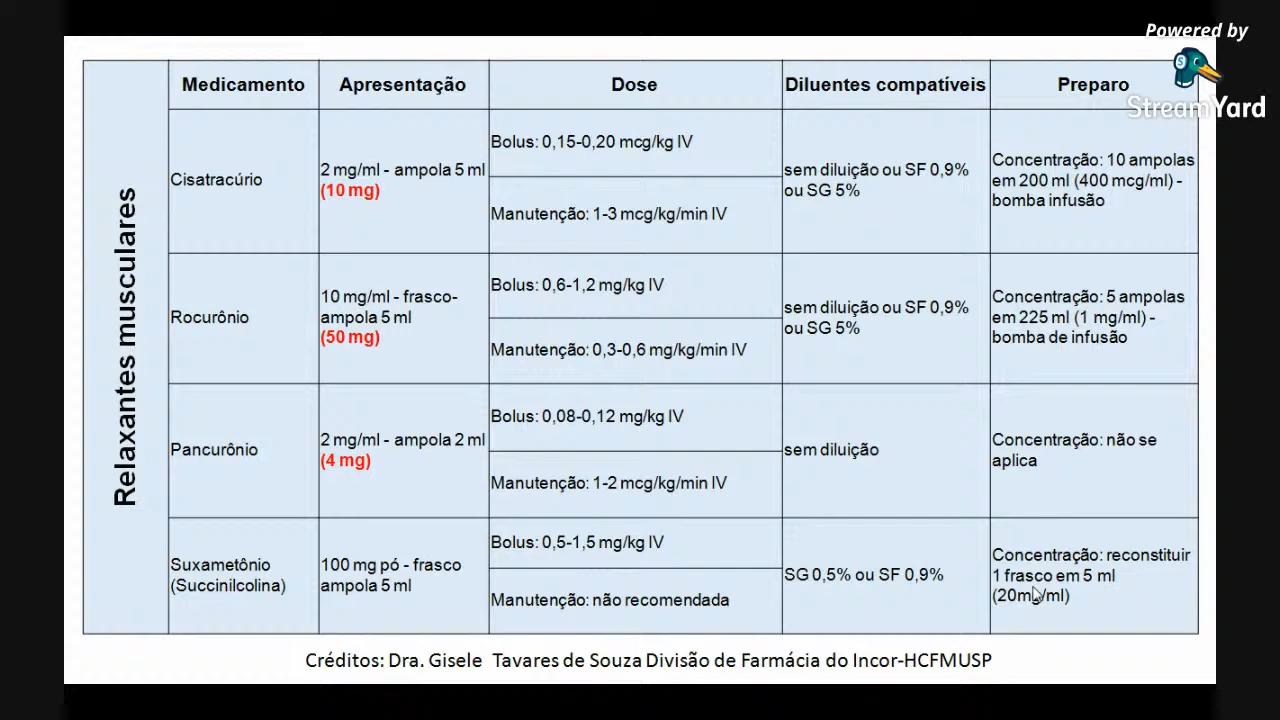 Powered by
StreamYard
Medicamento
Apresentação
Dose
Diluentes compatíveis
Preparo
Relaxantes musculares
Cisatracúrio
2 mg/ml - ampola 5 ml
(10 mg)
Bolus: 0,15-0,20 mcg/kg IV
Manutenção: 1-3 mcg/kg/min IV
sem diluição ou SF 0,9%
ou SG 5%
Concentração: 10 ampolas
em 200 ml (400 mcg/ml) -
bomba infusão
Rocurônio
10 mg/ml - frasco-
ampola 5 ml
(50 mg)
Bolus: 0,6-1,2 mg/kg IV
Manutenção: 0,3-0,6 mg/kg/min IV
sem diluição ou SF 0,9%
ou SG 5%
Concentração: 5 ampolas
em 225 ml (1 mg/ml) -
bomba de infusão
Pancurônio
2 mg/ml - ampola 2 ml
(4 mg)
Bolus: 0,08-0,12 mg/kg IV
Manutenção: 1-2 mcg/kg/min IV
sem diluição
Concentração: não se
aplica
Suxametônio
(Succinilcolina)
100 mg pó - frasco
ampola 5 ml
Bolus: 0,5-1,5 mg/kg IV
Manutenção: não recomendada
SG 0,5% ou SF 0,9%
Concentração: reconstituir
1 frasco em 5 ml
(20mg/ml)
Créditos: Dra. Gisele Tavares de Souza Divisão de Farmácia do Incor-HCFMUSP